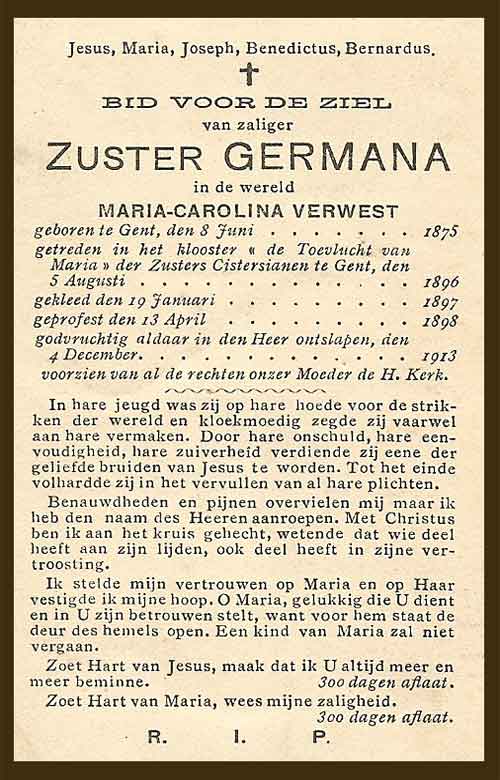 Jesus, Maria, Joseph, Benedictus, Bernardus.
BID VOOR DE ZIEL
van zaliger
ZUSTER GERMANA
in de wereld
MARIA-CAROLINA VERWEST
geboren te Gent, den 8 Juni . . . . . . . 1875
getreden in het klooster « de Toevlucht van
Maria » der Zusters Cistersianen te Gent, den
5 Augusti . . . . . . . . . . . . . 1896
gekleed den 19 Januari . . . . . . . . . 1897
geprofest den 13 April . . . . . . . . . 1898
godvruchtig aldaar in den Heer ontslapen, den
4 December. . . . . . . . . . . . . 1913
voorzien van al de rechten onzer Moeder de H. Kerk.
In hare jeugd was zij op hare hoede voor de strik-
ken der wereld en kloekmoedig zegde zij vaarwel
aan hare vermaken. Door hare onschuld, hare een-
voudigheid, hare zuiverheid verdiende zij eene der
geliefde bruiden van Jesus te worden. Tot het einde
volhardde zij in het vervullen van al hare plichten.
Benauwdheden en pijnen overvielen mij maar ik
heb den naam des Heeren aanroepen. Met Christus
ben ik aan het kruis gehecht, wetende dat wie deel
heeft aan zijn lijden, ook deel heeft in zijne ver-
troosting.
Ik stelde mijn vertrouwen op Maria en op Haar
vestigde ik mijne hoop. O Maria, gelukkig die U dient
en in U zijn betrouwen stelt, want voor hem staat de
deur des hemels open. Een kind van Maria zal niet
vergaan.
Zoet Hart van Jesus, maak dat ik U altijd meer en
meer beminne. 300 dagen aflaat.
Zoet Hart van Maria, wees mijne zaligheid.
300 dagen aflaat.
R. I. P.